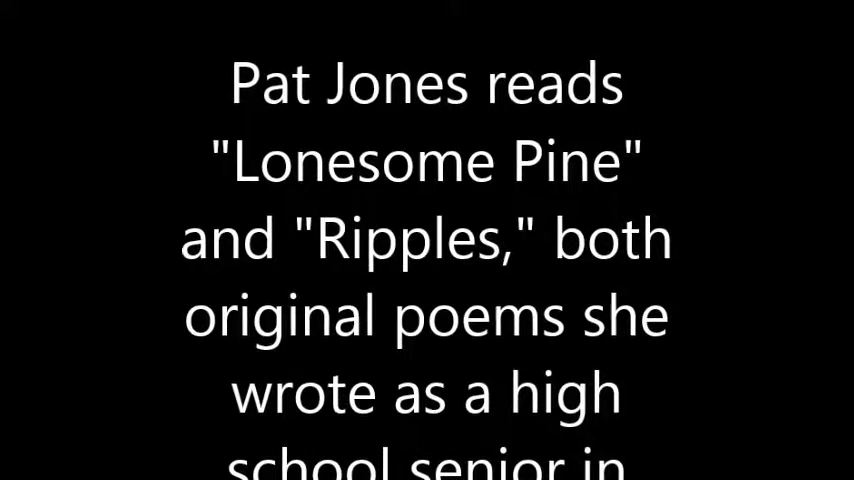 Pat Jones reads
"Lonesome Pine"
and "Ripples," both
original poems she
wrote as a high
school senior in